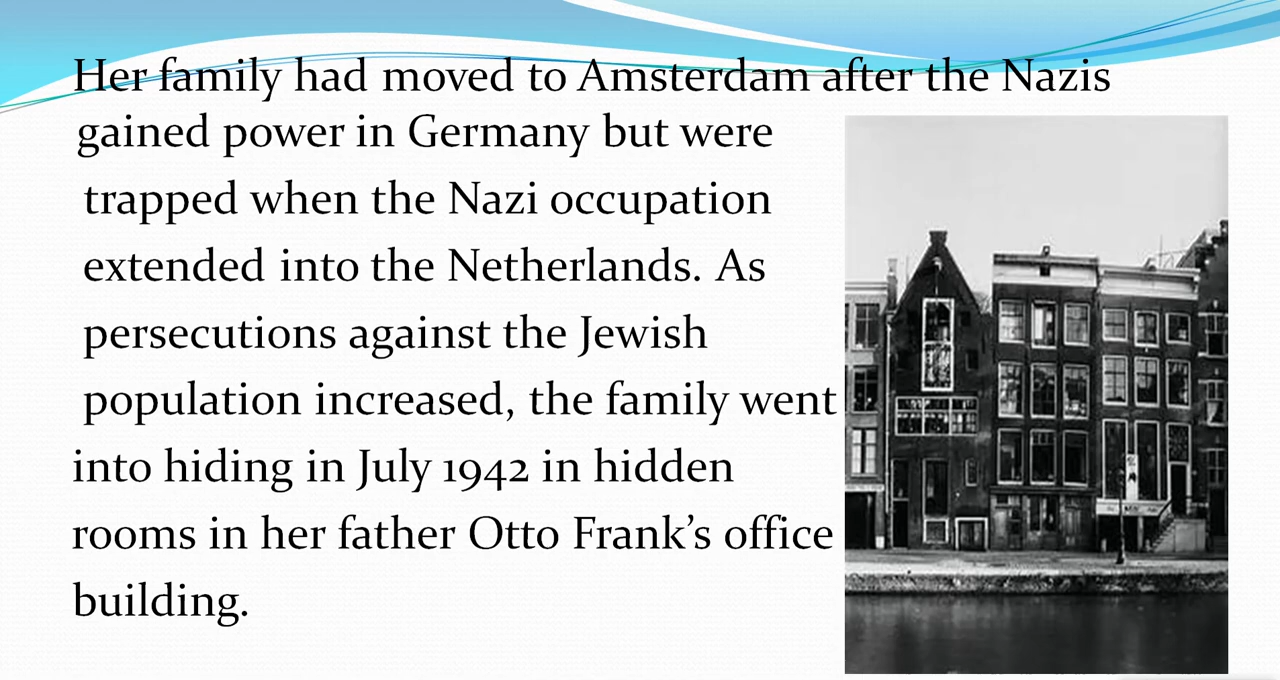 Her family had moved to Amsterdam after the Nazis
gained power in Germany but were
trapped when the Nazi occupation
extended into the Netherlands. As
persecutions against the Jewish
population increased, the family went
into hiding in July 1942 in hidden
rooms in her father Otto Frank’s office
building.